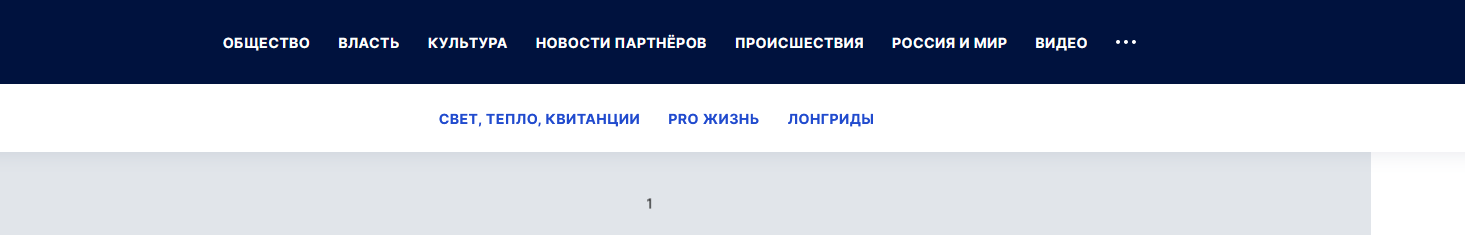 ОБЩЕСТВО ВЛАСТЬ КУЛЬТУРА НОВОСТИ ПАРТНЁРОВ ПРОИСШЕСТВИЯ РОССИЯ И МИР ВИДЕО •••
СВЕТ, ТЕПЛО, КВИТАНЦИИ PRO ЖИЗНЬ ЛОНГРИДЫ
1